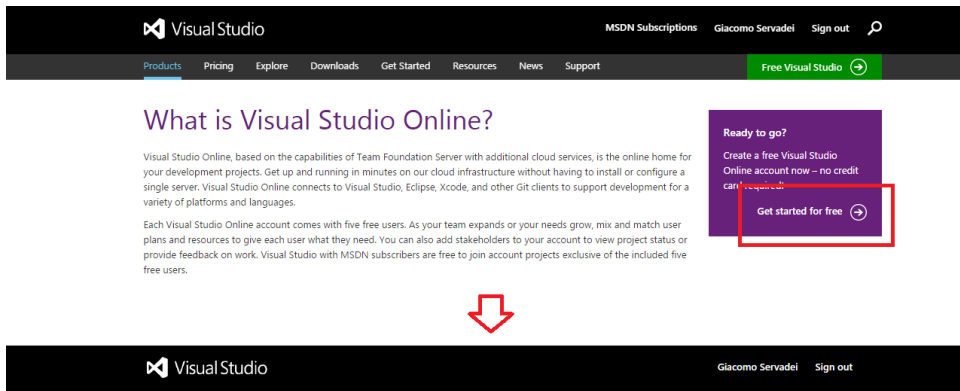 Visual Studio
MSDN Subscriptions Giacomo Servadei Sign out
Products Pricing Explore Downloads Get Started Resources News Support
Free Visual Studio
What is Visual Studio Online?
Visual Studio Online, based on the capabilities of Team Foundation Server with additional cloud services, is the online home for
your development projects. Get up and running in minutes on our cloud infrastructure without having to install or configure a
single server. Visual Studio Online connects to Visual Studio, Eclipse, Xcode, and other Git clients to support development for a
variety of platforms and languages.
Each Visual Studio Online account comes with five free users. As your team expands or your needs grow, mix and match user
plans and resources to give each user what they need. You can also add stakeholders to your account to view project status or
provide feedback on work. Visual Studio with MSDN subscribers are free to join account projects exclusive of the included five
free users.
Ready to go?
Create a free Visual Studio
Online account now – no credit
card required!
Get started for free
Visual Studio
Giacomo Servadei Sign out